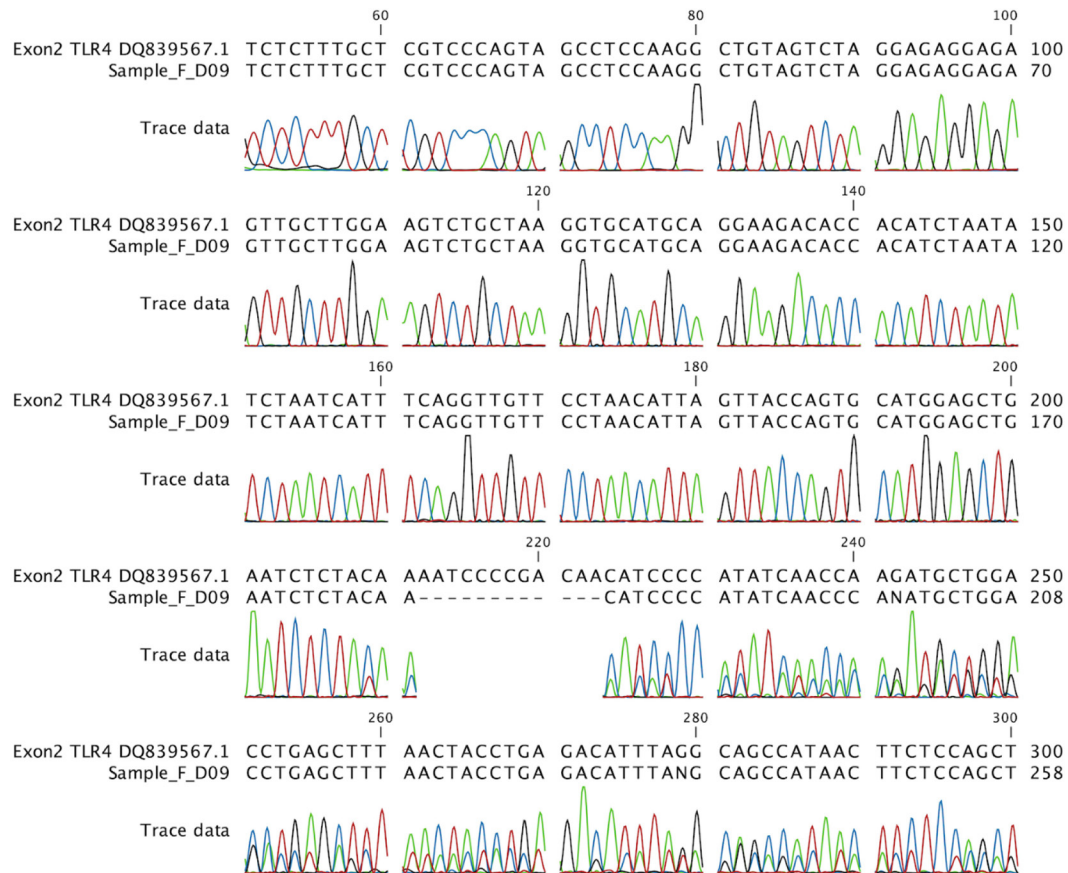 60 80 100
Exon2 TLR4 DQ839567.1 TCTCTTTGCT CGTCCCAGTA GCCTCCAAGG CTGTAGTCTA GGAGAGGAGA 100
Sample_F_D09 TCTCTTTGCT CGTCCCAGTA GCCTCCAAGG CTGTAGTCTA GGAGAGGAGA 70
Trace data
120 140
Exon2 TLR4 DQ839567.1 GTTGCTTGGA AGTCTGCTAA GGTGCATGCA GGAAGACACC ACATCTAATA 150
Sample_F_D09 GTTGCTTGGA AGTCTGCTAA GGTGCATGCA GGAAGACACC ACATCTAATA 120
Trace data
160 180 200
Exon2 TLR4 DQ839567.1 TCTAATCATT TCAGGTTGTT CCTAACATTA GTTACCAGTG CATGGAGCTG 200
Sample_F_D09 TCTAATCATT TCAGGTTGTT CCTAACATTA GTTACCAGTG CATGGAGCTG 170
Trace data
220 240
Exon2 TLR4 DQ839567.1 AATCTCTACA AAATCCCCGA CAACATCCCC ATATCAACCA AGATGCTGGA 250
Sample_F_D09 AATCTCTACA A--------- ---CATCCCC ATATCAACCC ANATGCTGGA 208
Trace data
260 280 300
Exon2 TLR4 DQ839567.1 CCTGAGCTTT AACTACCTGA GACATTTAGG CAGCCATAAC TTCTCCAGCT 300
Sample_F_D09 CCTGAGCTTT AACTACCTGA GACATTTANG CAGCCATAAC TTCTCCAGCT 258
Trace data